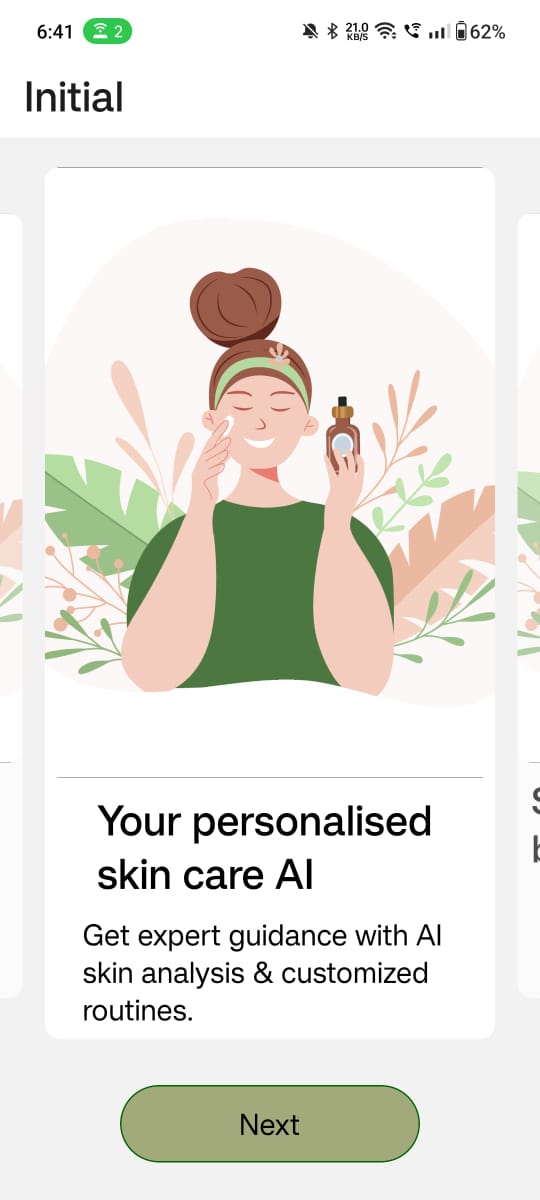 6:41 2 21.0 KB/S 62%
Initial
Your personalised
skin care AI
Get expert guidance with AI
skin analysis & customized
routines.
Next